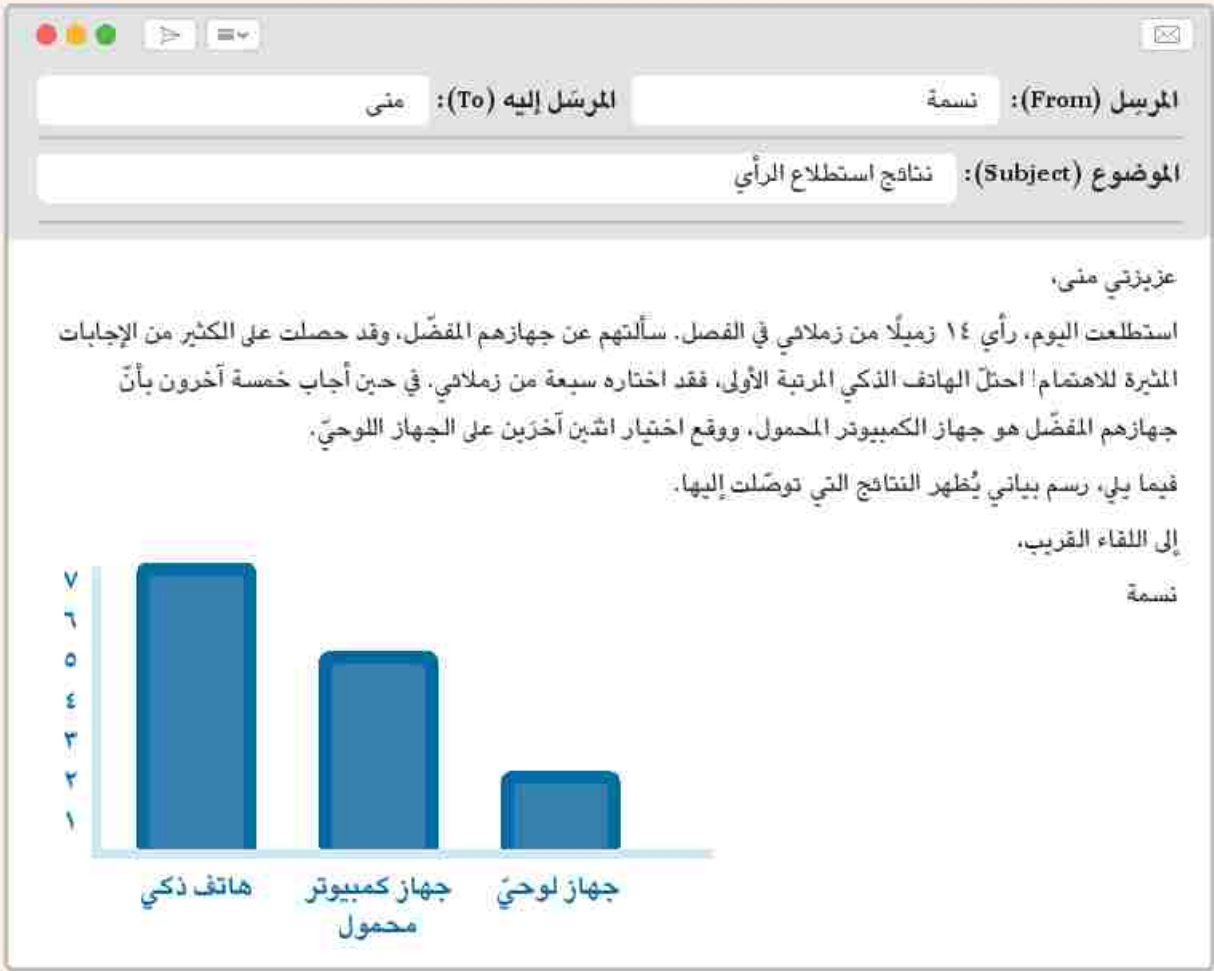 المرسِل (From): نسمة المرسَل إليه (To): منى
الموضوع (Subject): نتائج استطلاع الرأي
عزيزتي منى،
استطلعت اليوم، رأي ١٤ زميلًا من زملائي في الفصل. سألتهم عن جهازهم المفضّل، وقد حصلت على الكثير من الإجابات
المثيرة للاهتمام! احتلّ الهاتف الذكي المرتبة الأولى، فقد اختاره سبعة من زملائي. في حين أجاب خمسة آخرون بأنّ
جهازهم المفضّل هو جهاز الكمبيوتر المحمول، ووقع اختيار اثنين آخرَين على الجهاز اللوحيّ.
فيما يلي، رسم بياني يُظهر النتائج التي توصّلت إليها.
إلى اللقاء القريب،
نسمة
٧
٦
٥
٤
٣
٢
١
هاتف ذكي
جهاز كمبيوتر
محمول
جهاز لوحيّ